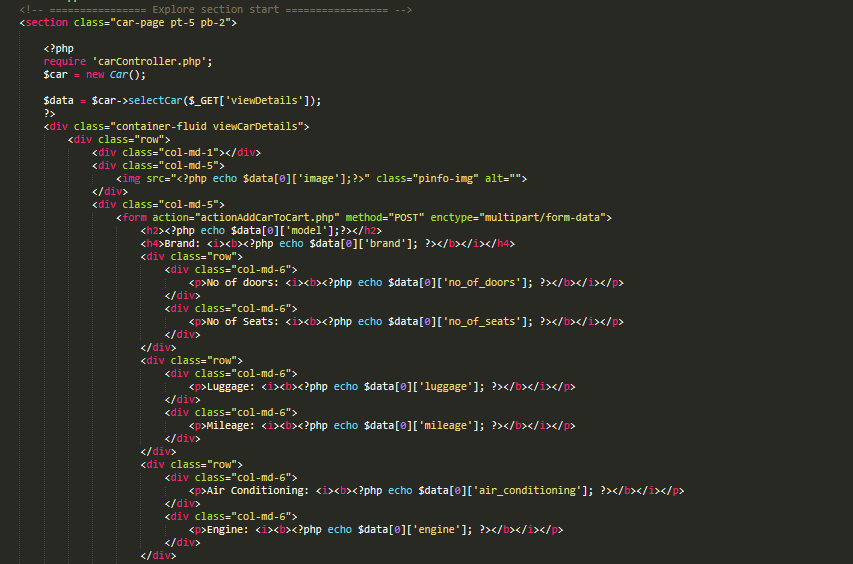 <!-- ================ Explore section start ================= -->
<section class="car-page pt-5 pb-2">
<?php
require 'carController.php';
$car = new Car();
$data = $car->selectCar($_GET['viewDetails']);
?>
<div class="container-fluid viewCarDetails">
<div class="row">
<div class="col-md-1"></div>
<div class="col-md-5">
<img src="<?php echo $data[0]['image'];?>" class="pinfo-img" alt="">
</div>
<div class="col-md-5">
<form action="actionAddCarToCart.php" method="POST" enctype="multipart/form-data">
<h2><?php echo $data[0]['model'];?></h2>
<h4>Brand: <i><b><?php echo $data[0]['brand']; ?></b></i></h4>
<div class="row">
<div class="col-md-6">
<p>No of doors: <i><b><?php echo $data[0]['no_of_doors']; ?></b></i></p>
</div>
<div class="col-md-6">
<p>No of Seats: <i><b><?php echo $data[0]['no_of_seats']; ?></b></i></p>
</div>
</div>
<div class="row">
<div class="col-md-6">
<p>Luggage: <i><b><?php echo $data[0]['luggage']; ?></b></i></p>
</div>
<div class="col-md-6">
<p>Mileage: <i><b><?php echo $data[0]['mileage']; ?></b></i></p>
</div>
</div>
<div class="row">
<div class="col-md-6">
<p>Air Conditioning: <i><b><?php echo $data[0]['air_conditioning']; ?></b></i></p>
</div>
<div class="col-md-6">
<p>Engine: <i><b><?php echo $data[0]['engine']; ?></b></i></p>
</div>
</div>